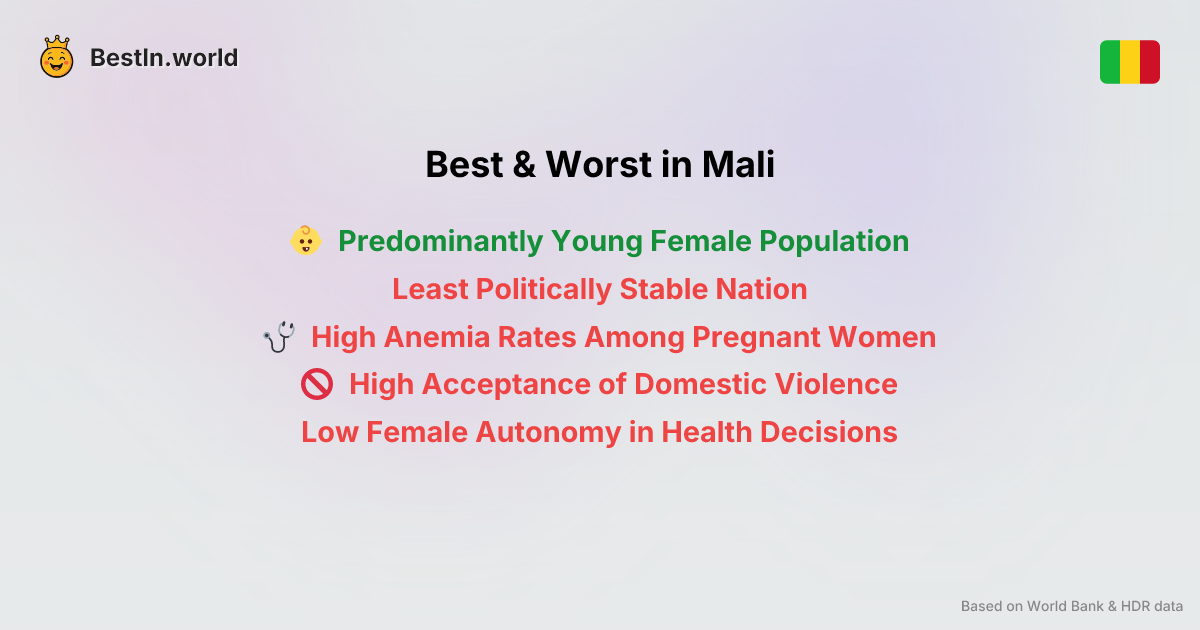 BestIn.world
Best & Worst in Mali
Predominantly Young Female Population
Least Politically Stable Nation
High Anemia Rates Among Pregnant Women
High Acceptance of Domestic Violence
Low Female Autonomy in Health Decisions
Based on World Bank & HDR data